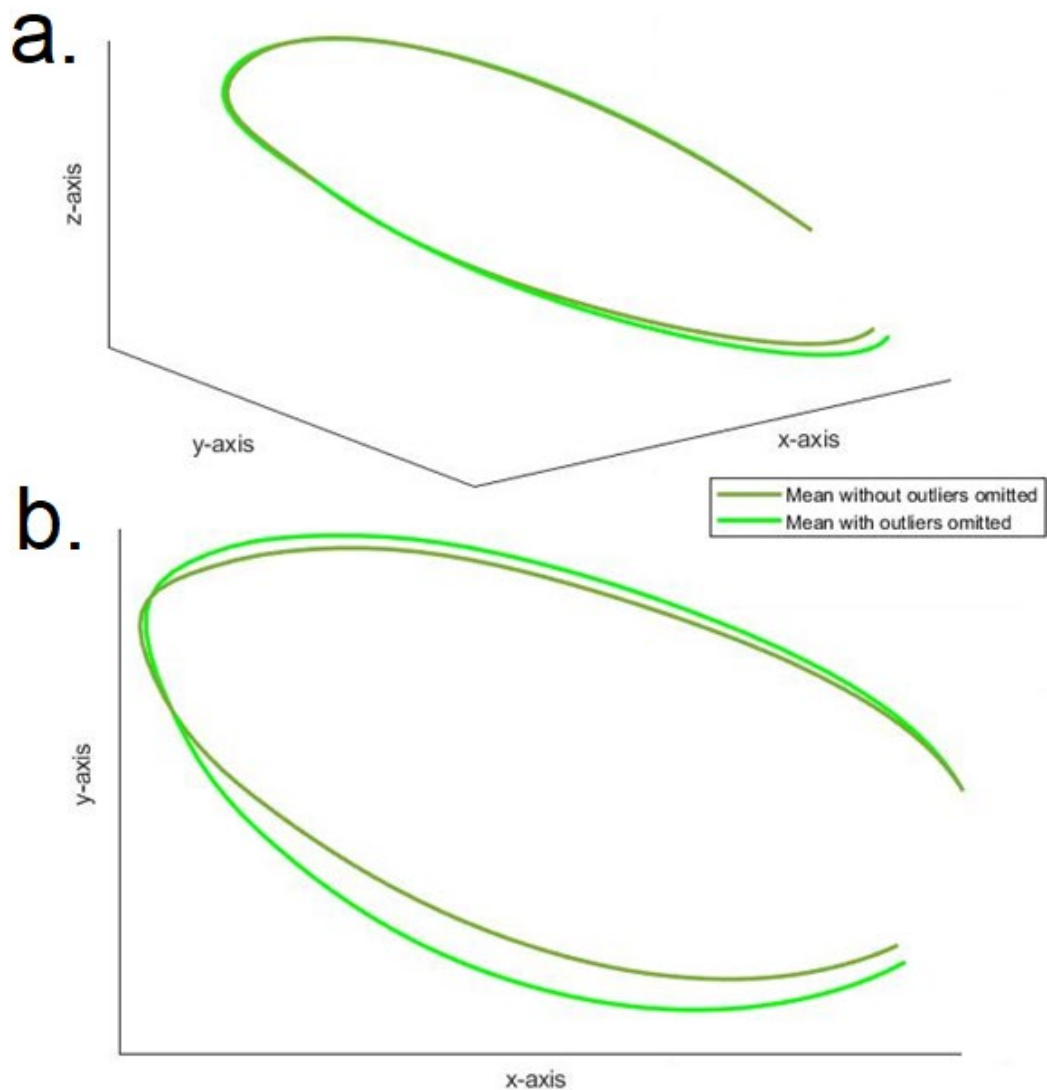 a.
z-axis
y-axis
x-axis
Mean without outliers omitted
Mean with outliers omitted
b.
y-axis
x-axis